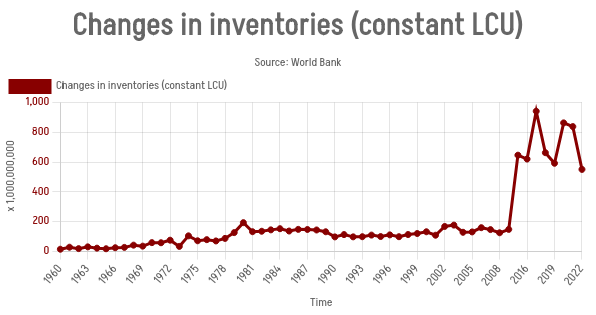 Changes in inventories (constant LCU)
Source: World Bank
Changes in inventories (constant LCU)
x 1,000,000,000
1,000
800
600
400
200
0
1960 1963 1966 1969 1972 1975 1978 1981 1984 1987 1990 1993 1996 1999 2002 2005 2008 2016 2019 2022
Time